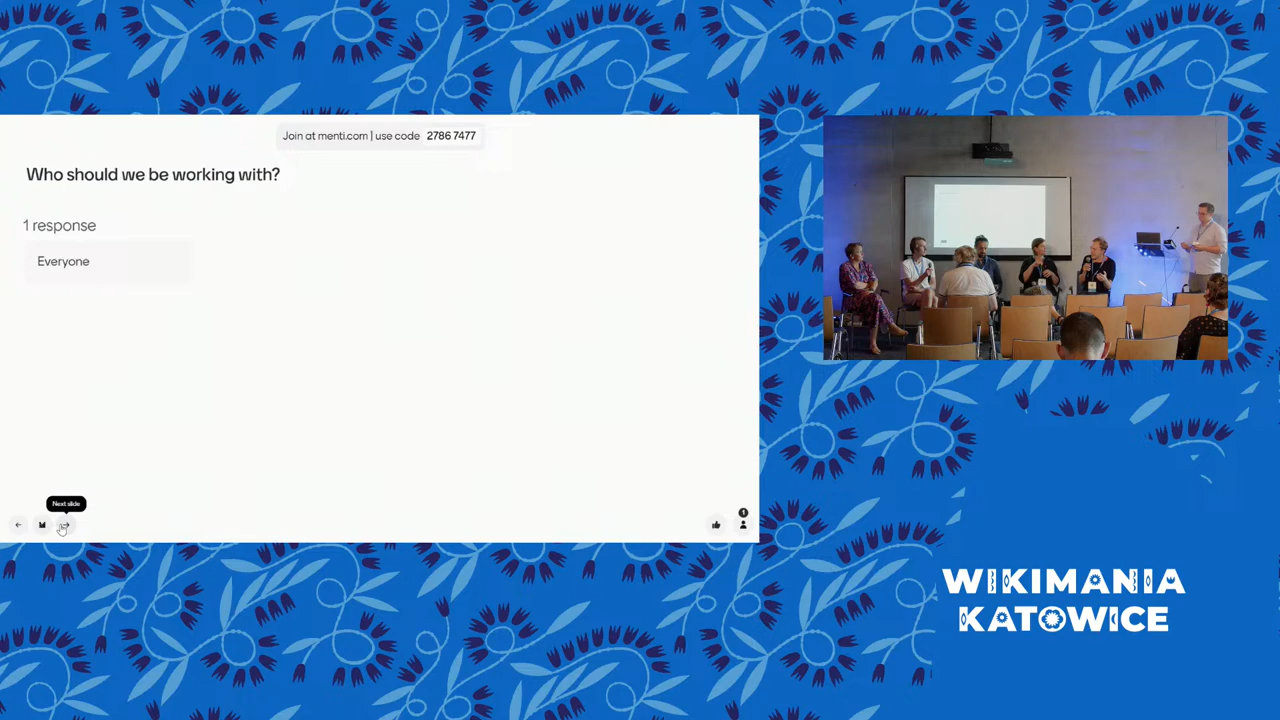 Join at menti.com | use code 2786 7477
Who should we be working with?
1 response
Everyone
Next slide
1
WIKIMANIA
KATOWICE